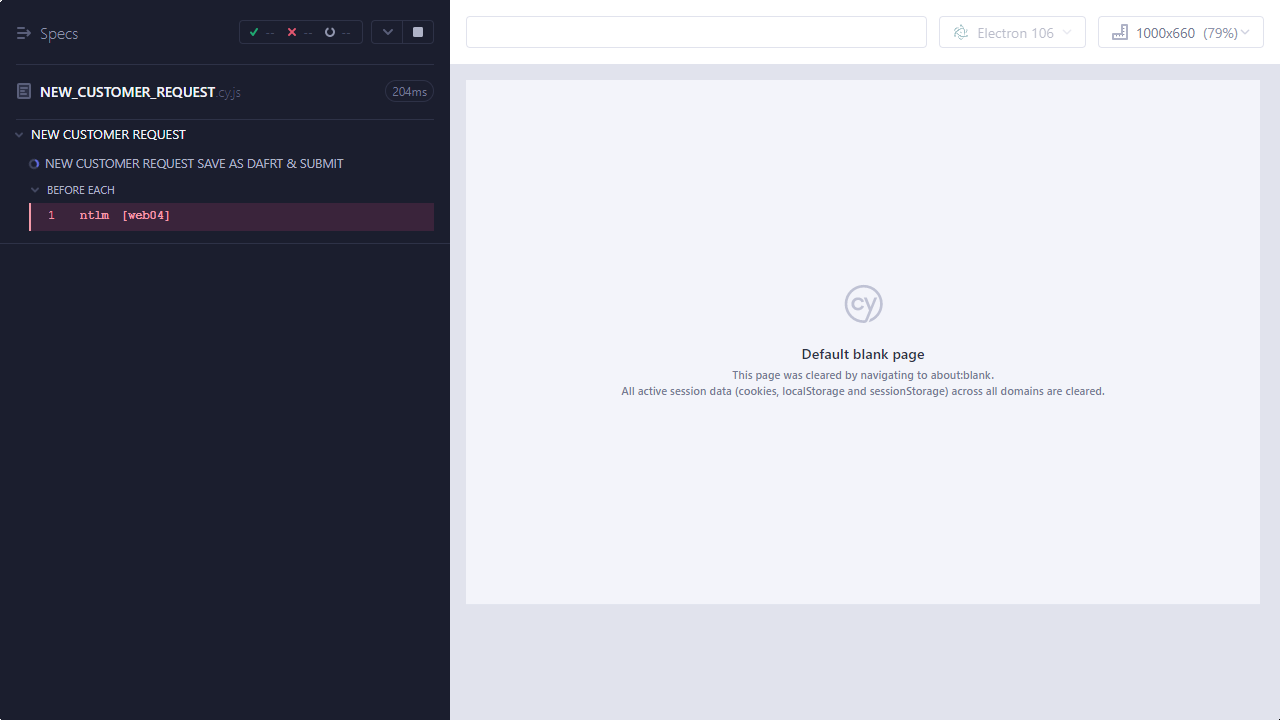 Specs
-- -- --
NEW_CUSTOMER_REQUEST.cy.js
204ms
NEW CUSTOMER REQUEST
NEW CUSTOMER REQUEST SAVE AS DAFRT & SUBMIT
BEFORE EACH
1 ntlm [web04]
Electron 106
1000x660 (79%)
cy
Default blank page
This page was cleared by navigating to about:blank.
All active session data (cookies, localStorage and sessionStorage) across all domains are cleared.